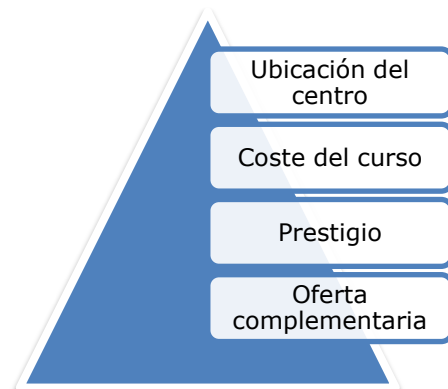 Ubicación del
centro
Coste del curso
Prestigio
Oferta
complementaria